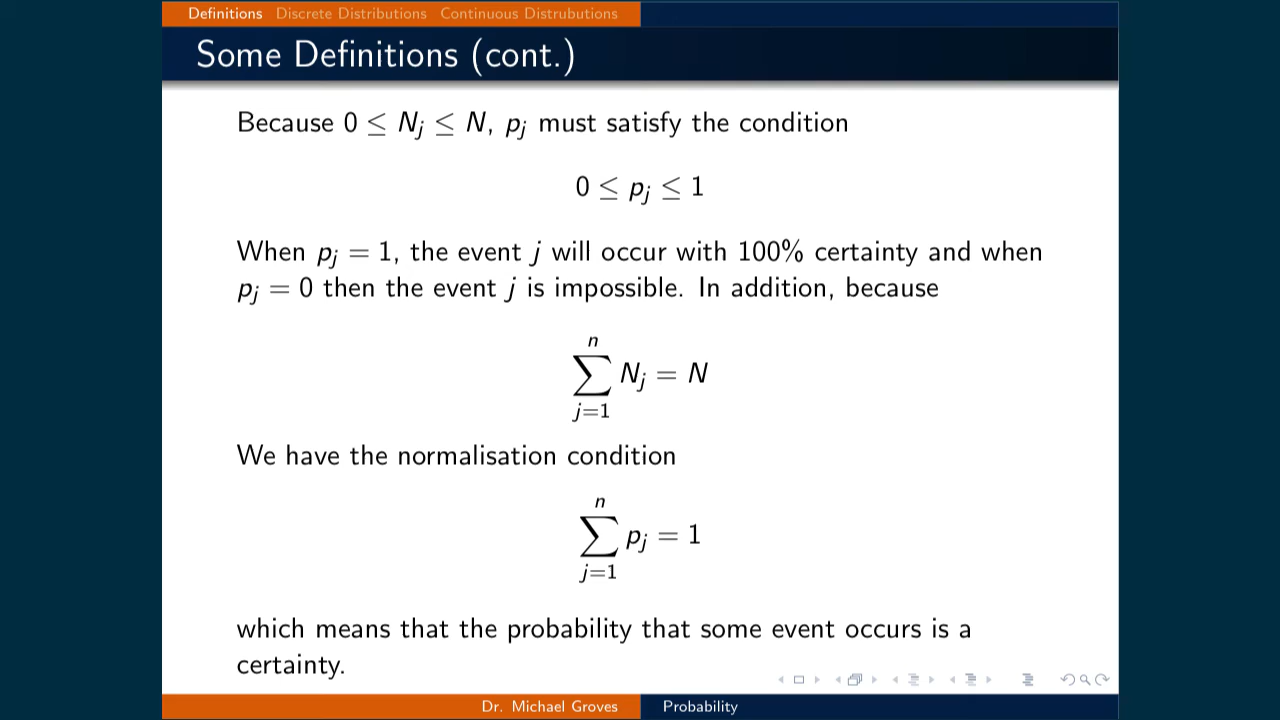 Definitions Discrete Distributions Continuous Distrubutions
Some Definitions (cont.)
Because 0 ≤ N_j ≤ N, p_j must satisfy the condition
0 ≤ p_j ≤ 1
When p_j = 1, the event j will occur with 100% certainty and when
p_j = 0 then the event j is impossible. In addition, because
∑_{j=1}^{n} N_j = N
We have the normalisation condition
∑_{j=1}^{n} p_j = 1
which means that the probability that some event occurs is a
certainty.
Dr. Michael Groves Probability